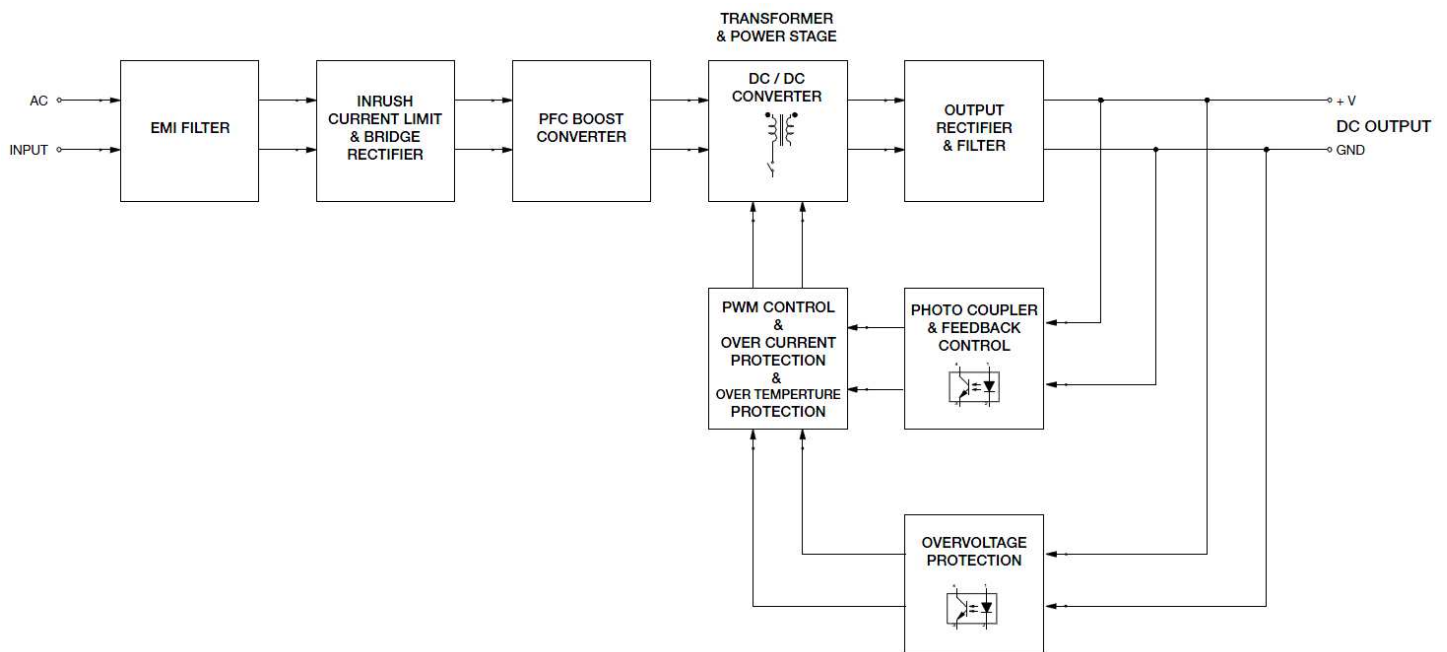 TRANSFORMER
& POWER STAGE
AC
INPUT
EMI FILTER
INRUSH
CURRENT LIMIT
& BRIDGE
RECTIFIER
PFC BOOST
CONVERTER
DC / DC
CONVERTER
OUTPUT
RECTIFIER
& FILTER
+ V
DC OUTPUT
GND
PWM CONTROL
&
OVER CURRENT
PROTECTION
&
OVER TEMPERTURE
PROTECTION
PHOTO COUPLER
& FEEDBACK
CONTROL
OVERVOLTAGE
PROTECTION